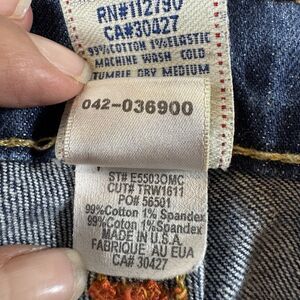 RN#112790
CA#30427
99%COTTON 1%ELASTIC
MACHINE WASH COLD
TUMBLE DRY MEDIUM
042-036900
ST# E5503OMC
CUT# TRW1611
PO# 56501
99%Cotton 1% Spandex
99%Cotton 1% Spandex
MADE IN U.S.A
FABRIQUE AU EUA
CA# 30427